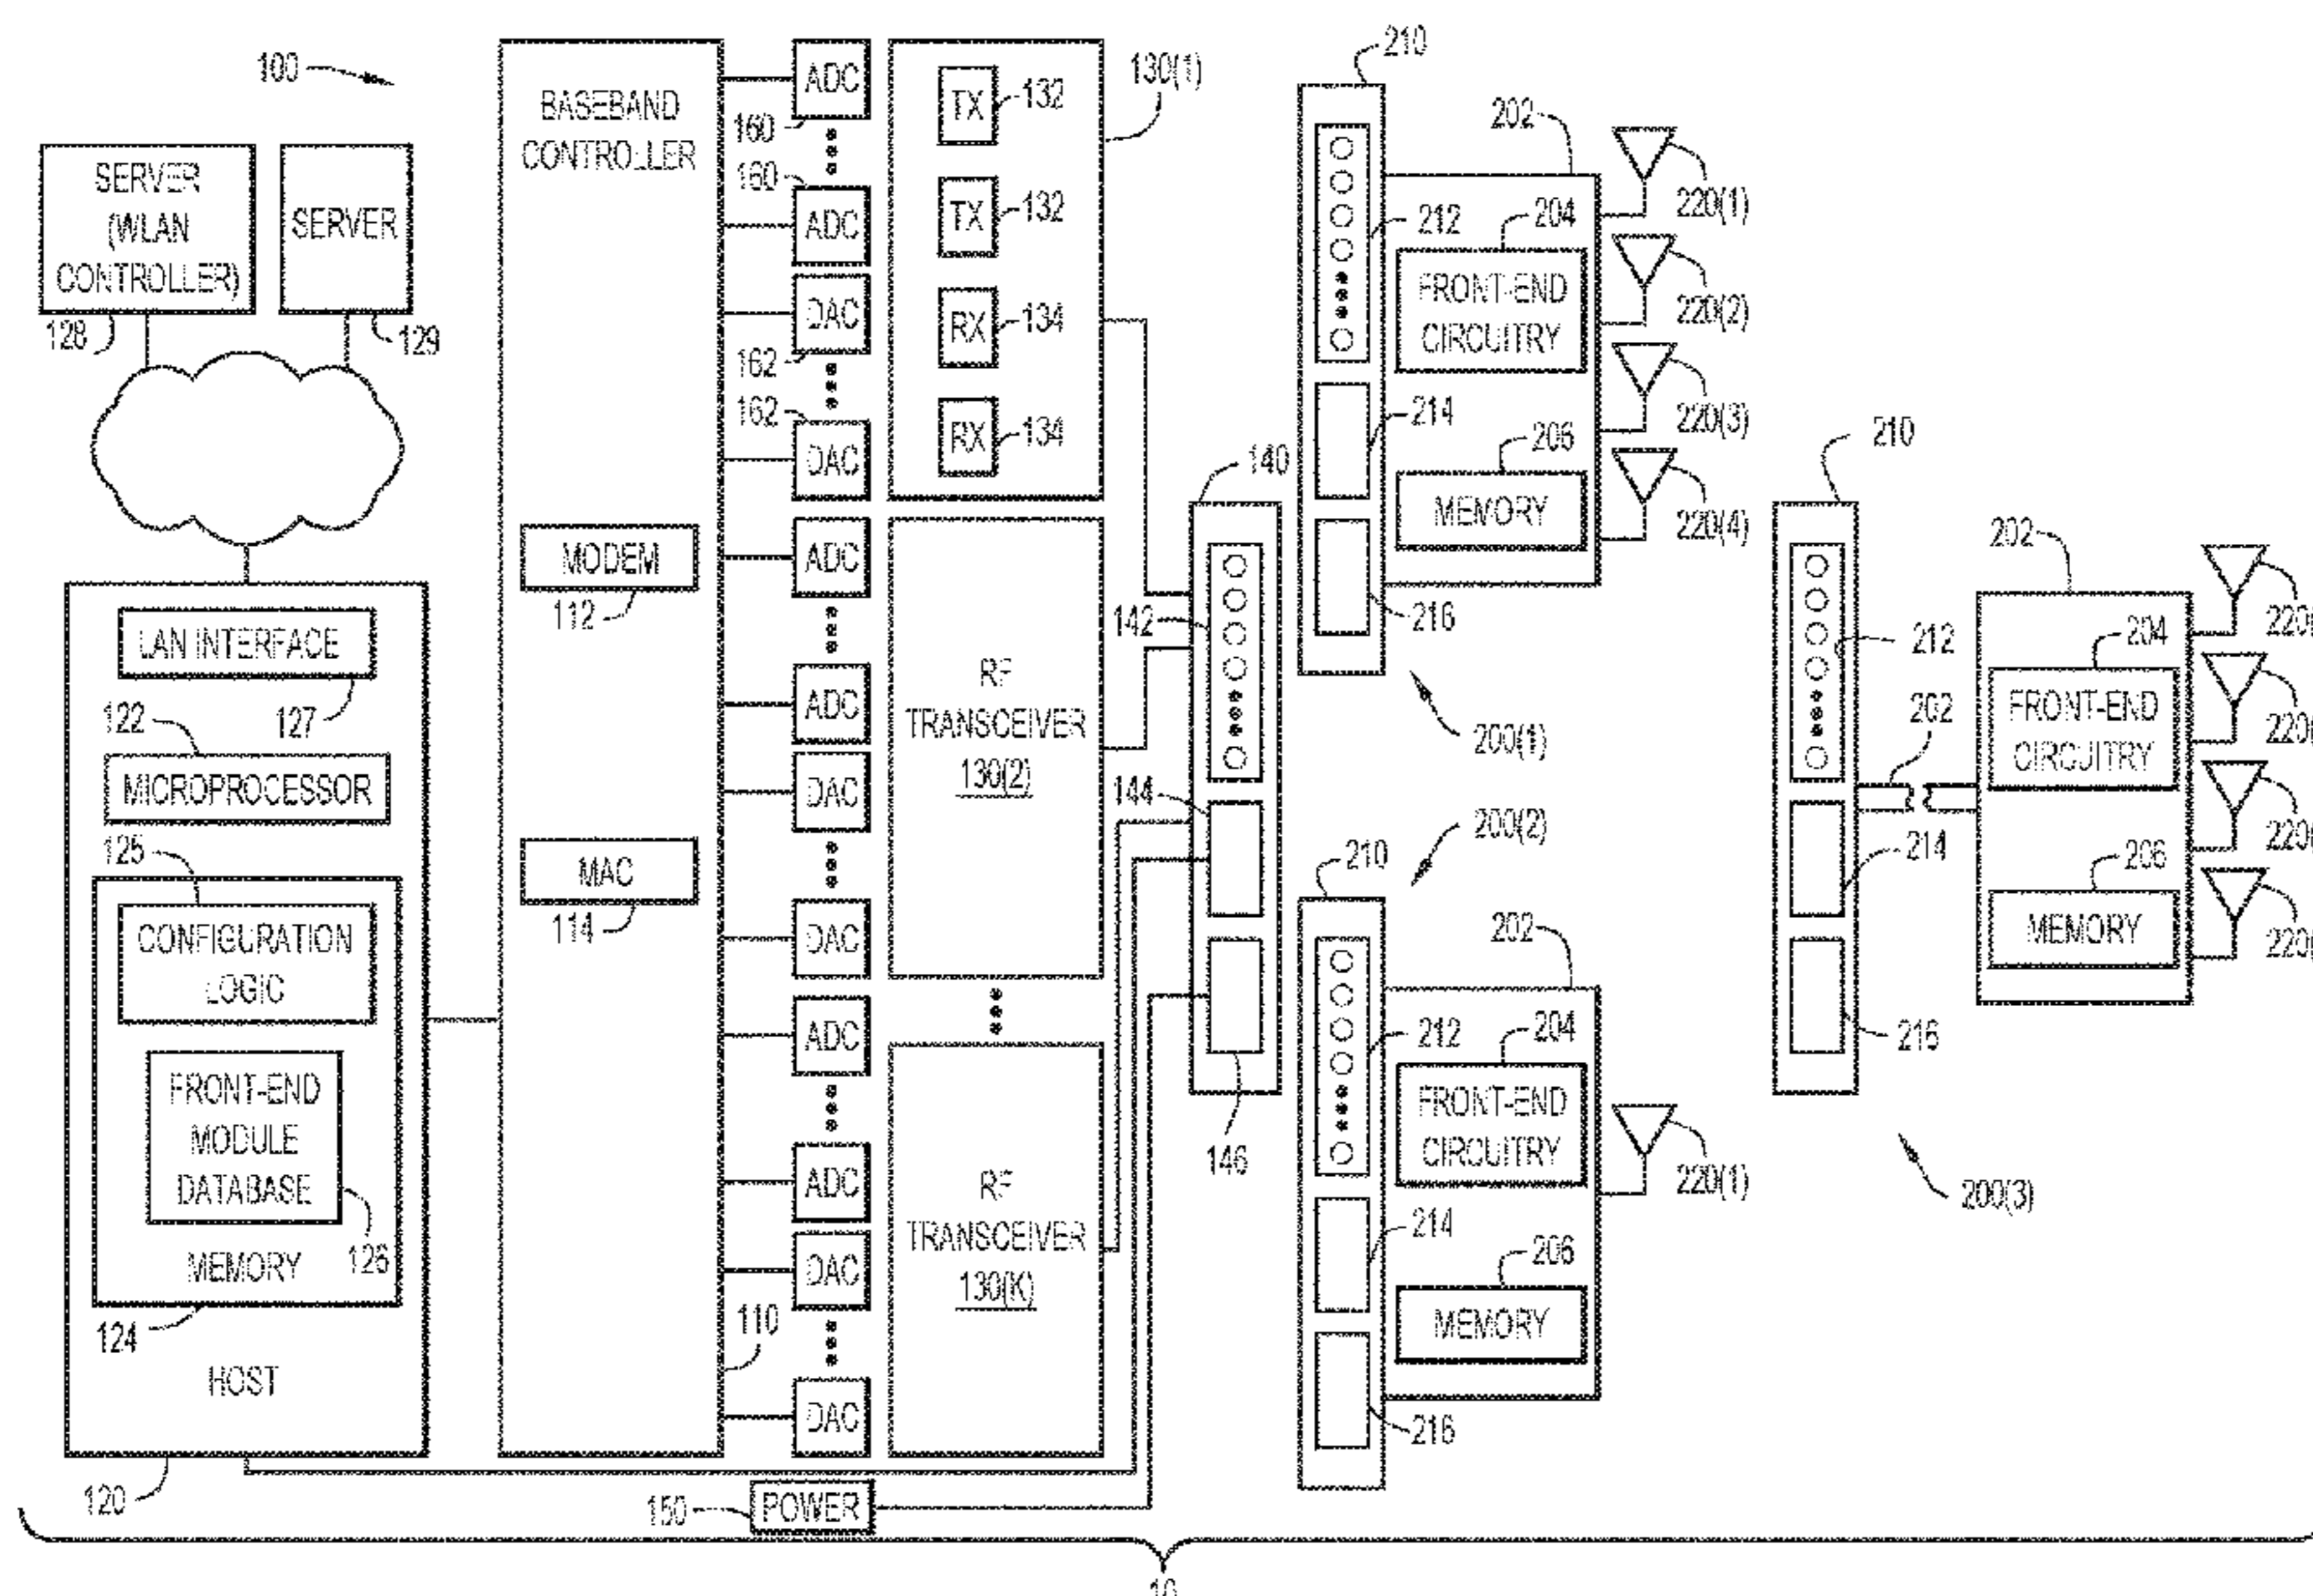 100
SERVER
(WLAN
CONTROLLER)
128
SERVER
129
LAN INTERFACE
127
122
MICROPROCESSOR
125
CONFIGURATION
LOGIC
FRONT-END
MODULE
DATABASE
126
MEMORY
124
HOST
120
BASEBAND
CONTROLLER
MODEM
112
MAC
114
110
ADC
160
160
ADC
DAC
162
162
DAC
ADC
ADC
DAC
DAC
ADC
ADC
DAC
DAC
150
POWER
130(1)
TX
132
TX
132
RX
134
RX
134
RF
TRANSCEIVER
130(2)
RF
TRANSCEIVER
130(K)
140
142
144
146
210
212
214
216
202
204
FRONT-END
CIRCUITRY
206
MEMORY
220(1)
220(2)
220(3)
220(4)
200(1)
200(2)
210
212
214
216
202
204
FRONT-END
CIRCUITRY
206
MEMORY
220(1)
210
212
202
214
216
202
204
FRONT-END
CIRCUITRY
206
MEMORY
220(
220(
220(
220(
200(3)
10